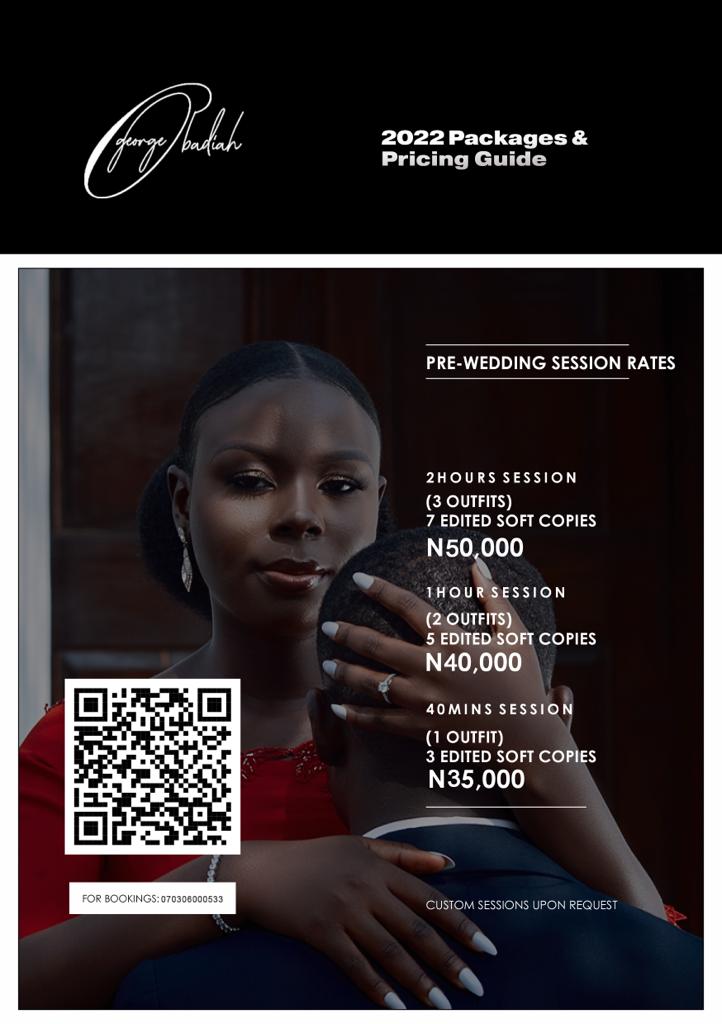 george Obadiah
2022 Packages &
Pricing Guide
PRE-WEDDING SESSION RATES
2HOURS SESSION
(3 OUTFITS)
7 EDITED SOFT COPIES
N50,000
1HOUR SESSION
(2 OUTFITS)
5 EDITED SOFT COPIES
N40,000
40MINS SESSION
(1 OUTFIT)
3 EDITED SOFT COPIES
N35,000
FOR BOOKINGS: 070306000533
CUSTOM SESSIONS UPON REQUEST